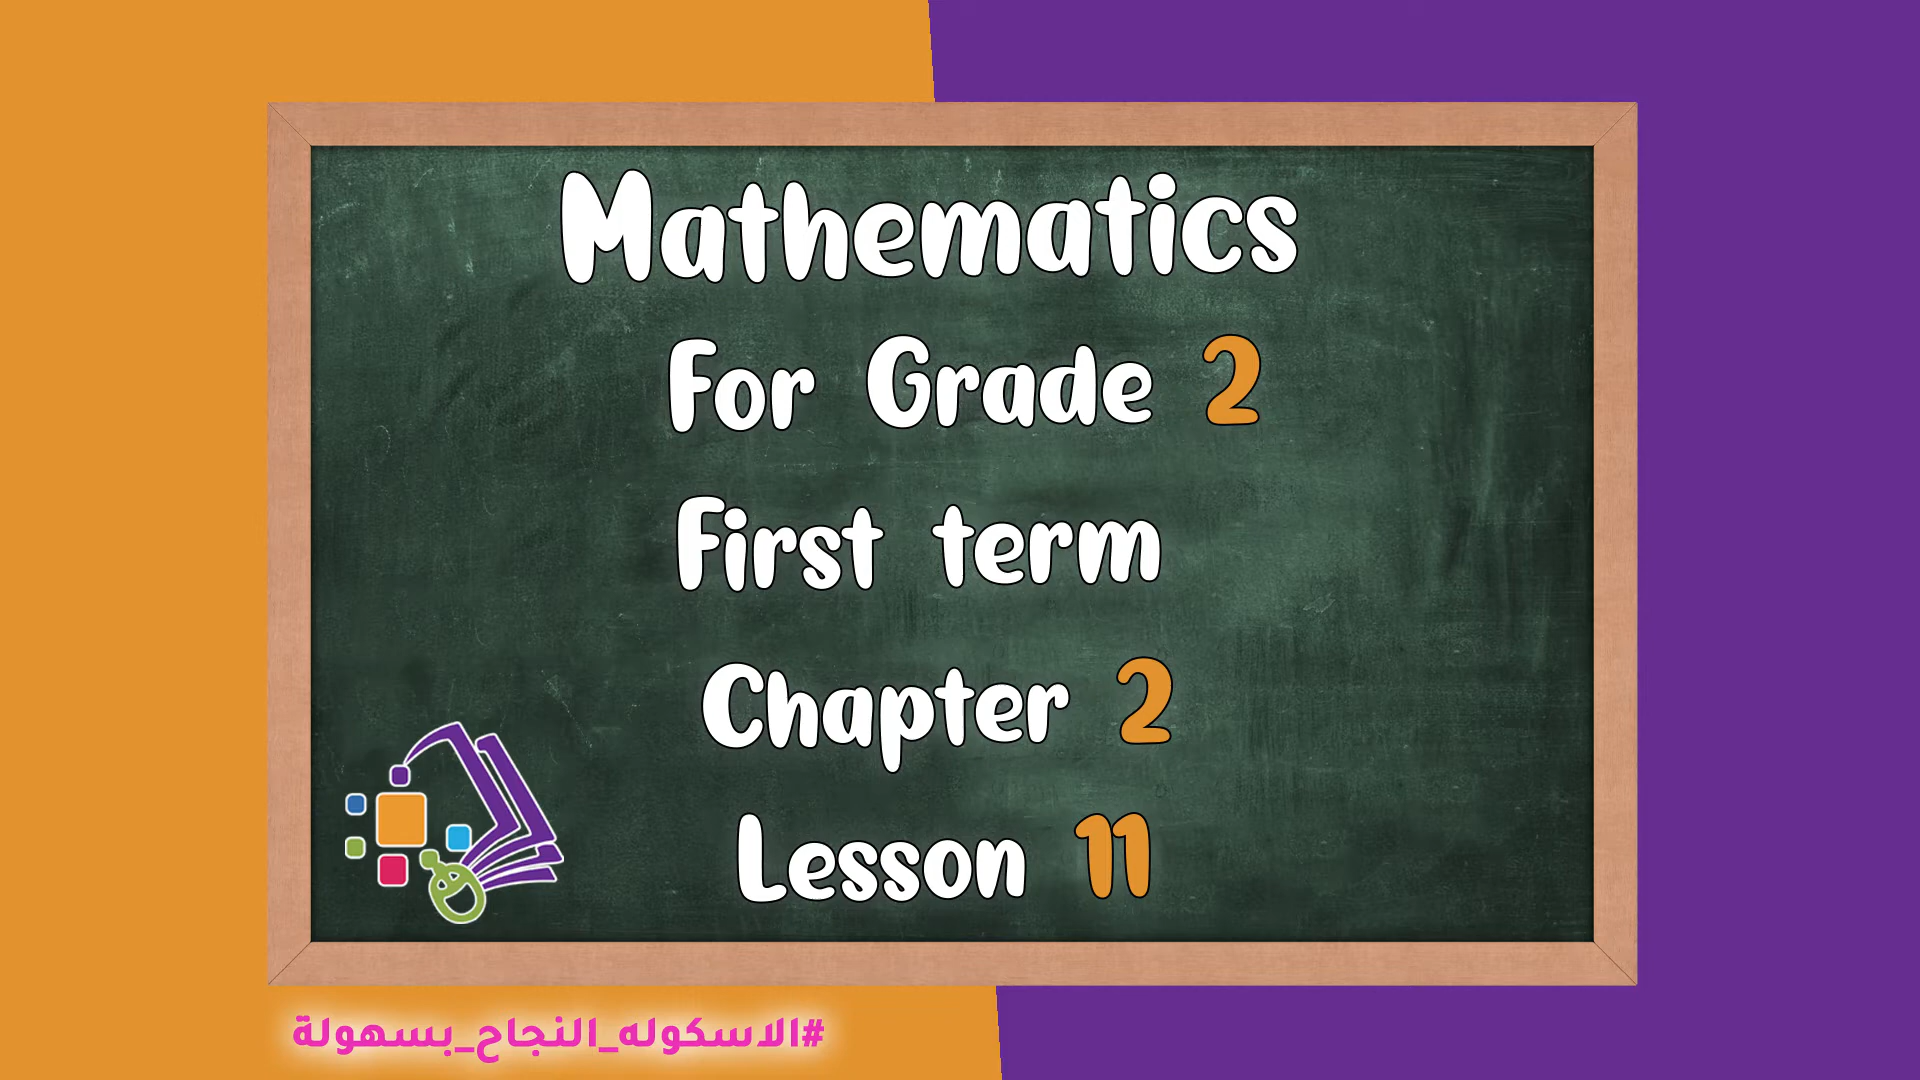 Mathematics
For Grade 2
First term
Chapter 2
Lesson 11
#الاسكوله_النجاح_بسهولة